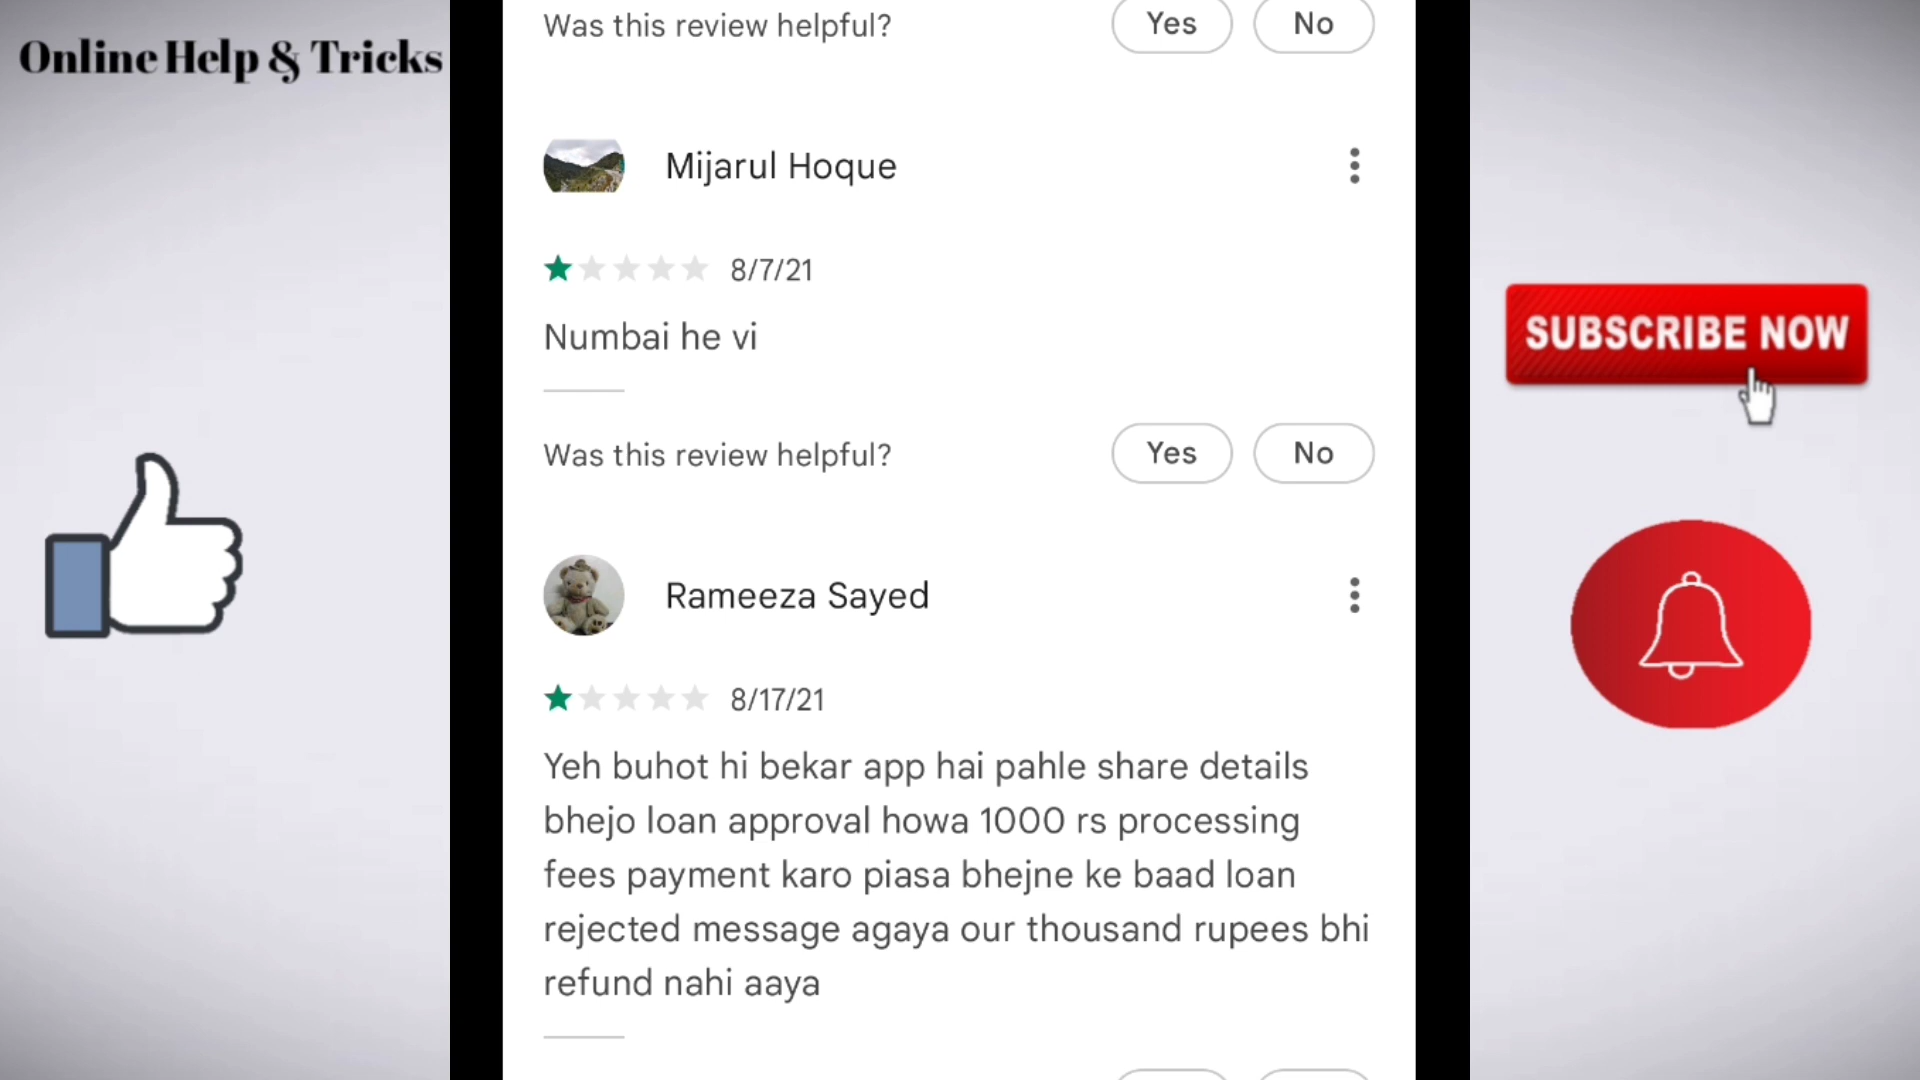 Online Help & Tricks
Was this review helpful?
Yes
No
Mijarul Hoque
8/7/21
Numbai he vi
Was this review helpful?
Yes
No
SUBSCRIBE NOW
Rameeza Sayed
8/17/21
Yeh buhot hi bekar app hai pahle share details
bhejo loan approval howa 1000 rs processing
fees payment karo piasa bhejne ke baad loan
rejected message agaya our thousand rupees bhi
refund nahi aaya